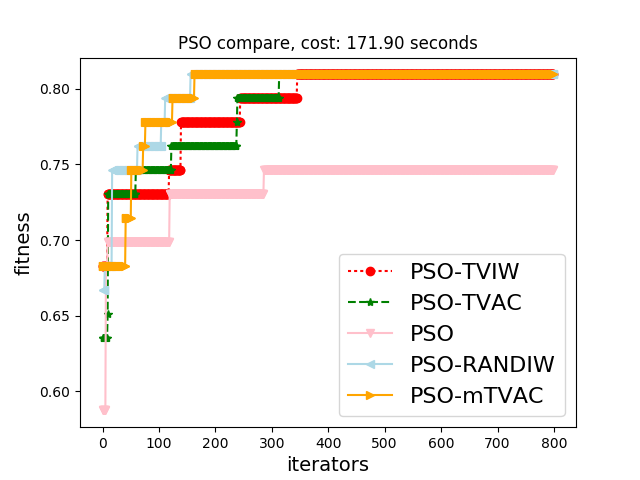 PSO compare, cost: 171.90 seconds
fitness
0.80
0.75
0.70
0.65
0.60
PSO-TVIW
PSO-TVAC
PSO
PSO-RANDIW
PSO-mTVAC
0 100 200 300 400 500 600 700 800
iterators